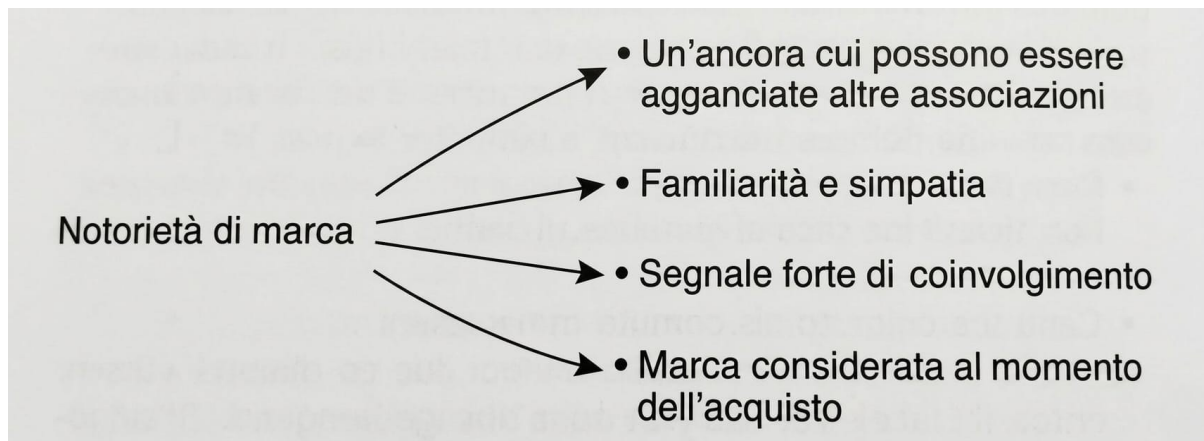 • Un'ancora cui possono essere
agganciate altre associazioni
• Familiarità e simpatia
Notorietà di marca
• Segnale forte di coinvolgimento
• Marca considerata al momento
dell'acquisto